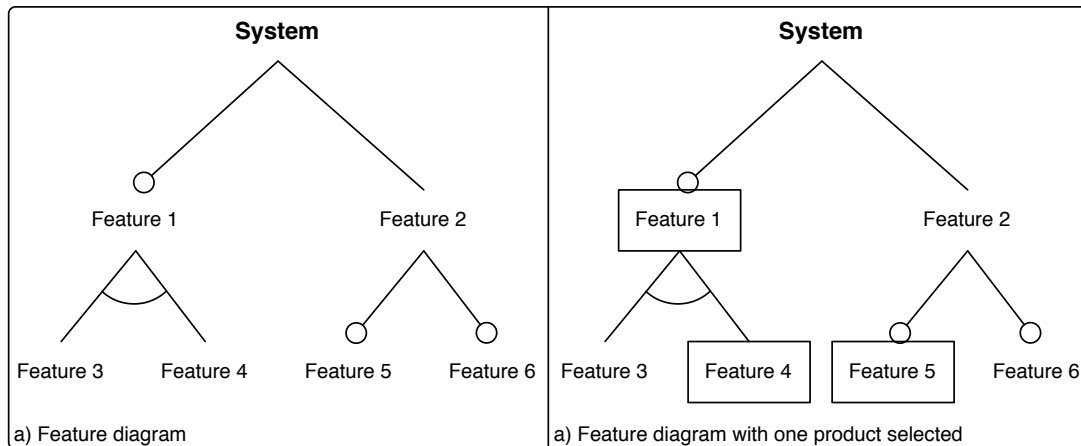 System
Feature 1
Feature 2
Feature 3
Feature 4
Feature 5
Feature 6
a) Feature diagram
System
Feature 1
Feature 2
Feature 3
Feature 4
Feature 5
Feature 6
a) Feature diagram with one product selected